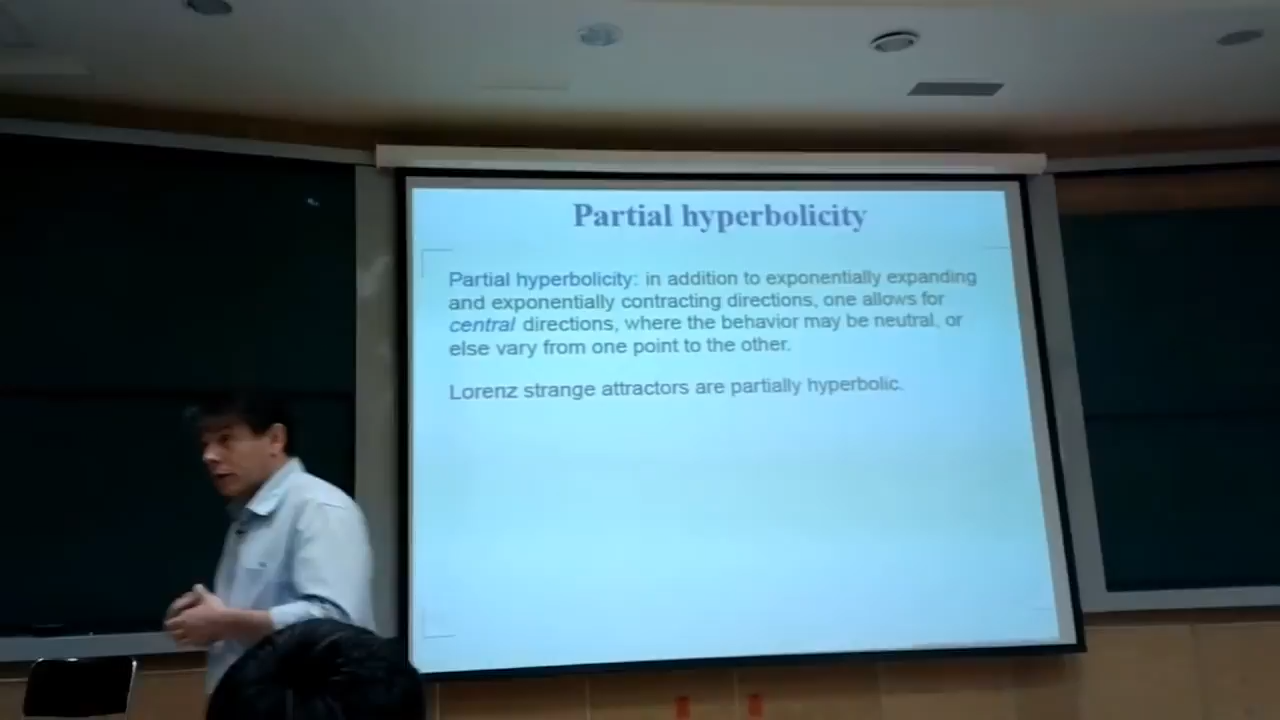 Partial hyperbolicity
Partial hyperbolicity: in addition to exponentially expanding
and exponentially contracting directions, one allows for
central directions, where the behavior may be neutral, or
else vary from one point to the other.
Lorenz strange attractors are partially hyperbolic.